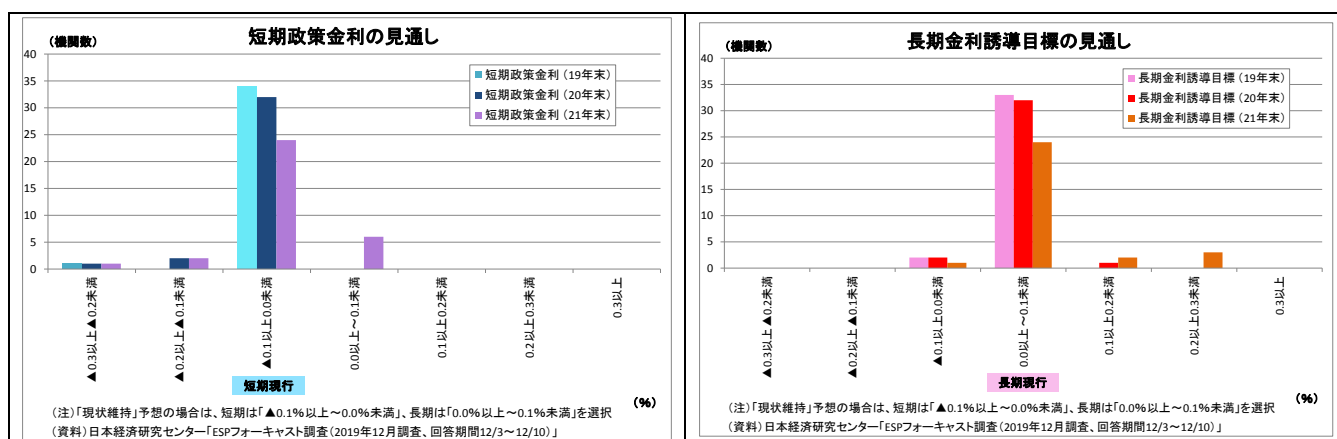 短期政策金利の見通し
(機関数)
40
35
30
25
20
15
10
5
0
短期政策金利(19年末)
短期政策金利(20年末)
短期政策金利(21年末)
▲0.3以上▲0.2未満
▲0.2以上▲0.1未満
▲0.1以上0.0未満
0.0以上～0.1未満
0.1以上0.2未満
0.2以上0.3未満
0.3以上
短期現行
(%)
(注)「現状維持」予想の場合は、短期は「▲0.1%以上～0.0%未満」、長期は「0.0%以上～0.1%未満」を選択
(資料)日本経済研究センター「ESPフォーキャスト調査(2019年12月調査、回答期間12/3～12/10)」
長期金利誘導目標の見通し
(機関数)
40
35
30
25
20
15
10
5
0
長期金利誘導目標(19年末)
長期金利誘導目標(20年末)
長期金利誘導目標(21年末)
▲0.3以上▲0.2未満
▲0.2以上▲0.1未満
▲0.1以上0.0未満
0.0以上～0.1未満
0.1以上0.2未満
0.2以上0.3未満
0.3以上
長期現行
(%)
(注)「現状維持」予想の場合は、短期は「▲0.1%以上～0.0%未満」、長期は「0.0%以上～0.1%未満」を選択
(資料)日本経済研究センター「ESPフォーキャスト調査(2019年12月調査、回答期間12/3～12/10)」